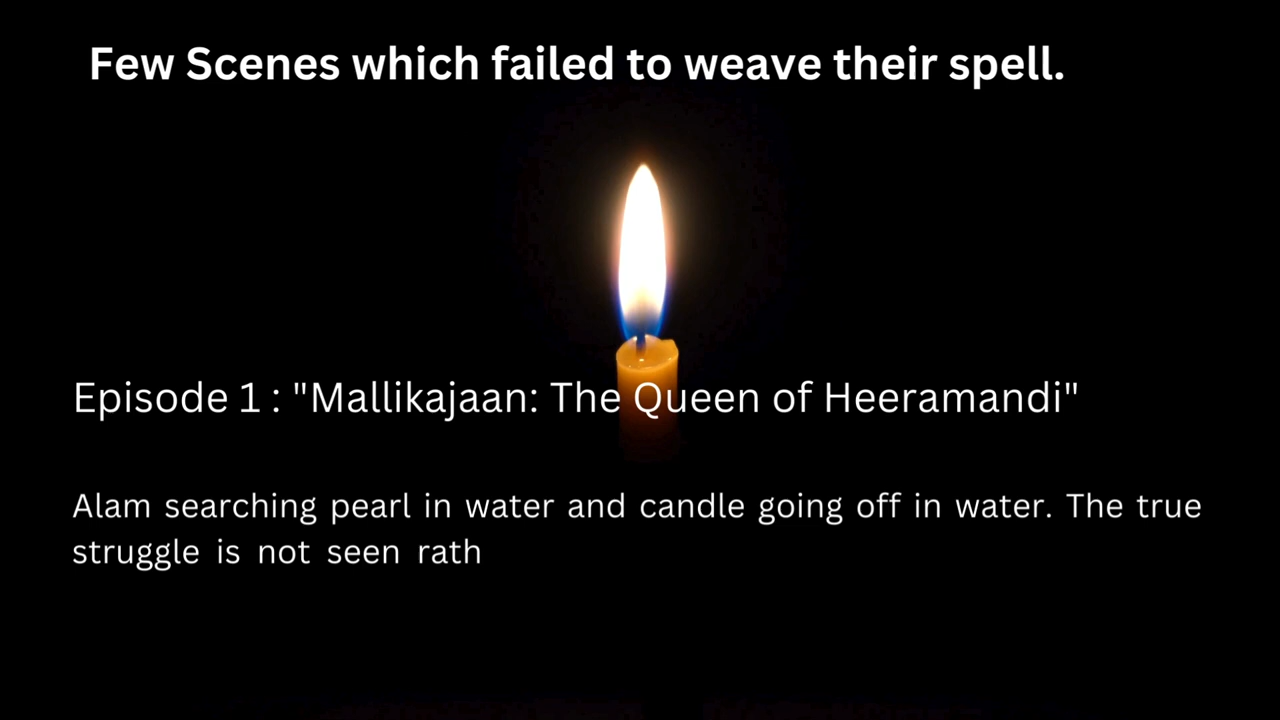 Few Scenes which failed to weave their spell.
Episode 1 : "Mallikajaan: The Queen of Heeramandi"
Alam searching pearl in water and candle going off in water. The true
struggle is not seen rath